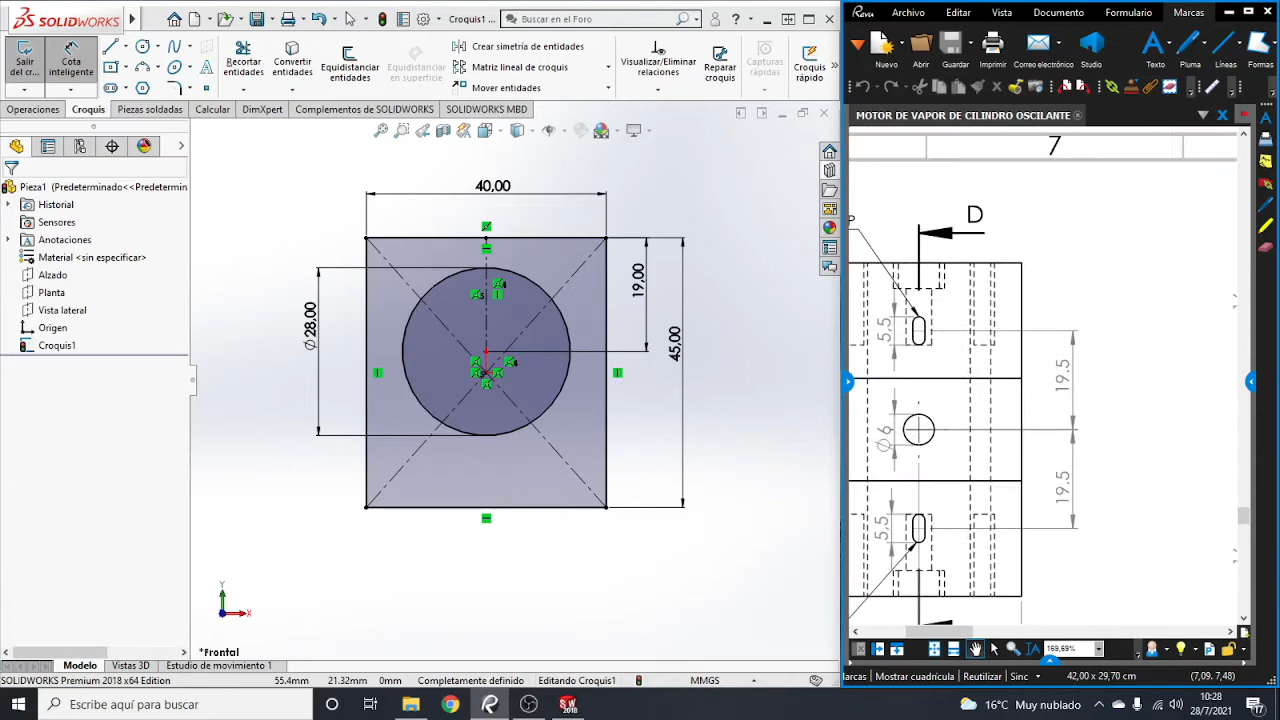 SOLIDWORKS
Croquis1 ...
Buscar en el Foro
Salir del cr...
Cota inteligente
Recortar entidades
Convertir entidades
Equidistanciar entidades
Equidistanciar en superficie
Crear simetría de entidades
Matriz lineal de croquis
Mover entidades
Visualizar/Eliminar relaciones
Reparar croquis
Capturas rápidas
Croquis rápido
Operaciones
Croquis
Piezas soldadas
Calcular
DimXpert
Complementos de SOLIDWORKS
SOLIDWORKS MBD
Pieza1 (Predeterminado<<Predetermin
Historial
Sensores
Anotaciones
Material <sin especificar>
Alzado
Planta
Vista lateral
Origen
Croquis1
40,00
19,00
45,00
Ø28,00
Y
X
*Frontal
Modelo
Vistas 3D
Estudio de movimiento 1
SOLIDWORKS Premium 2018 x64 Edition
55.4mm
21.32mm
0mm
Completamente definido
Editando Croquis1
MMGS
Revu
Archivo
Editar
Vista
Documento
Formulario
Marcas
Nuevo
Abrir
Guardar
Imprimir
Correo electrónico
Studio
Texto
Pluma
Líneas
Formas
MOTOR DE VAPOR DE CILINDRO OSCILANTE
7
P
D
5,5
19.5
Ø6
19.5
5,5
169,69%
Marcas
Mostrar cuadrícula
Reutilizar
Sinc
42,00 x 29,70 cm
(7,09. 7,48)
Escribe aquí para buscar
16°C Muy nublado
10:28
28/7/2021
17